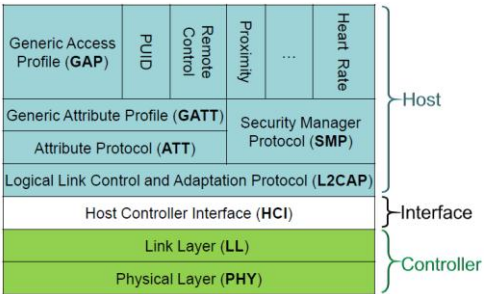 Generic Access
Profile (GAP)
PUID
Remote
Control
Proximity
...
Heart Rate
Generic Attribute Profile (GATT)
Attribute Protocol (ATT)
Security Manager
Protocol (SMP)
Logical Link Control and Adaptation Protocol (L2CAP)
Host
Host Controller Interface (HCI)
Interface
Link Layer (LL)
Physical Layer (PHY)
Controller